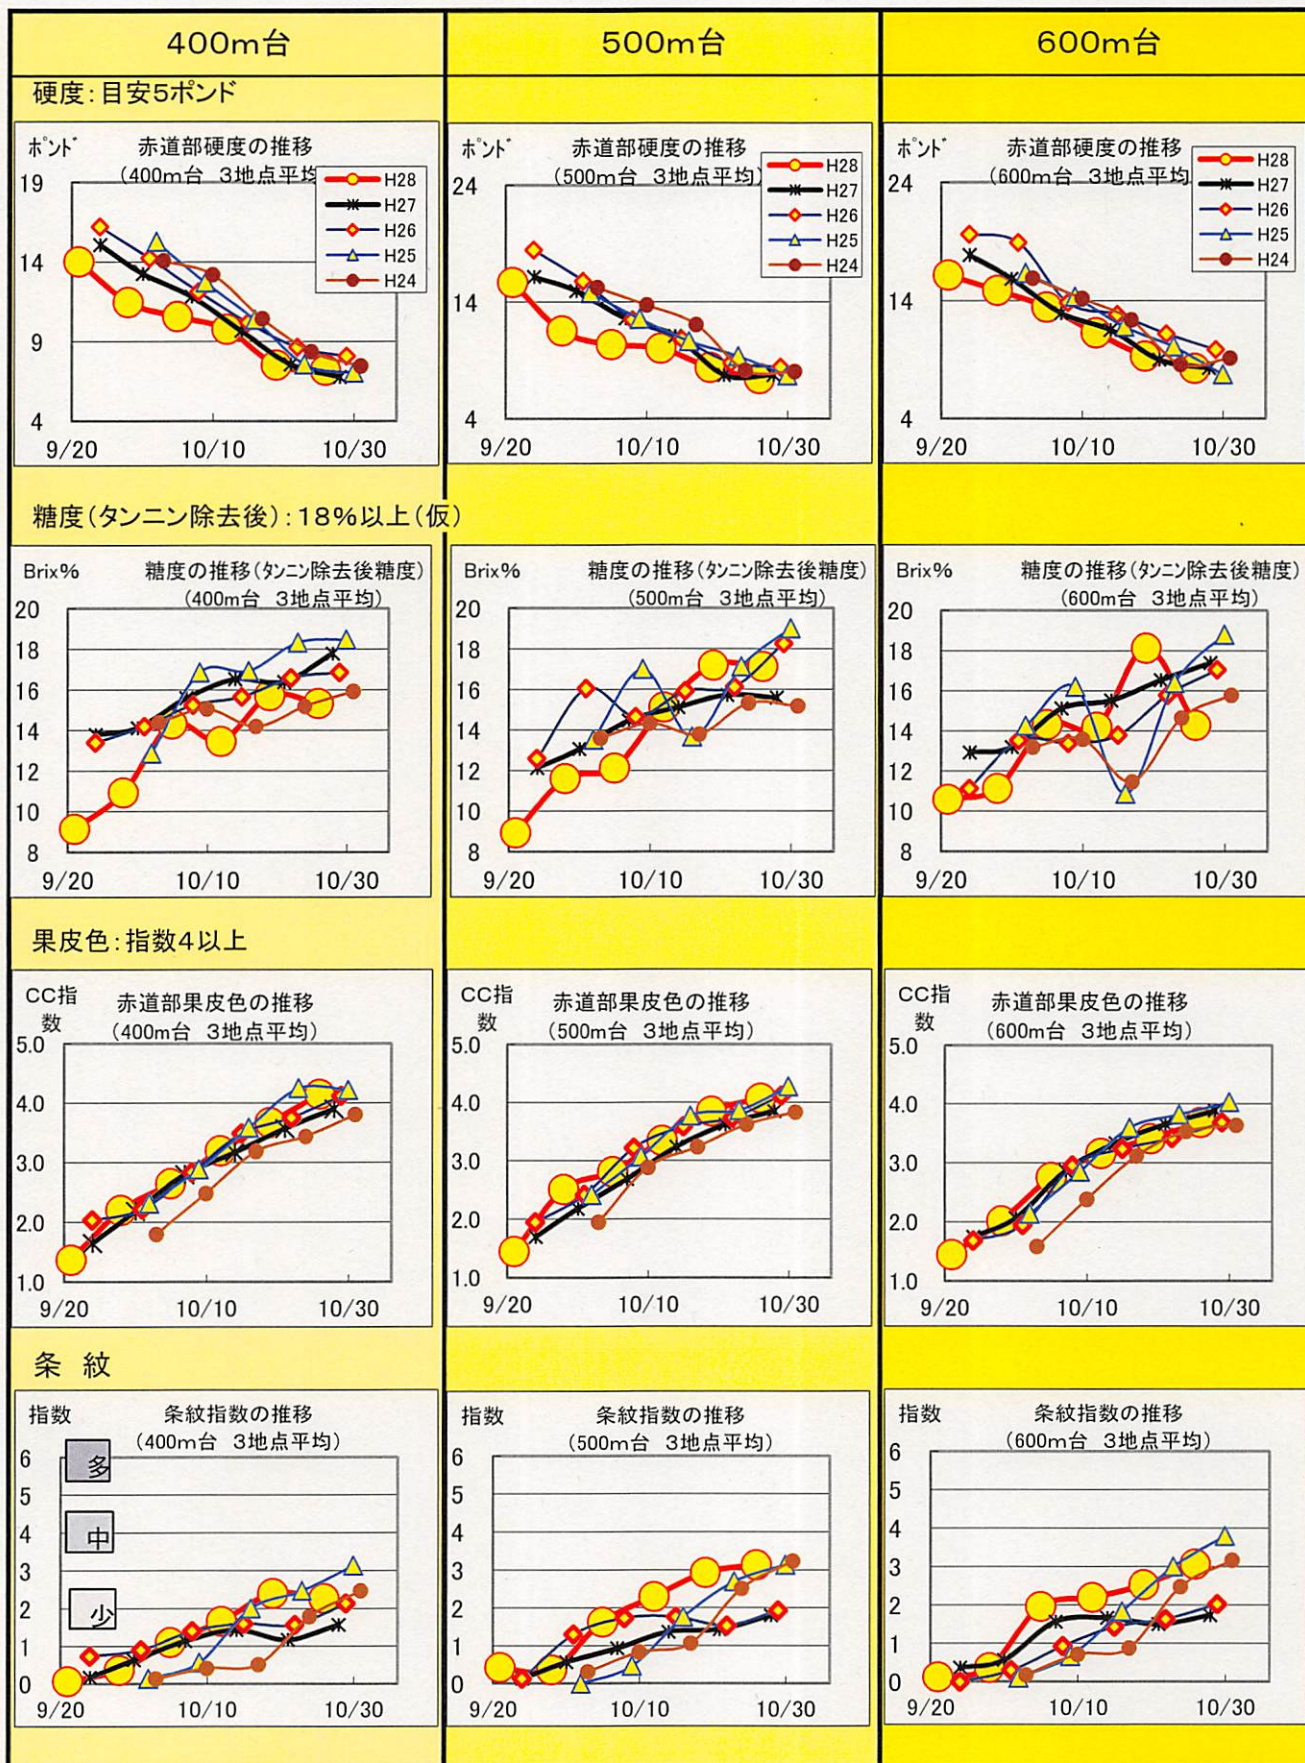 400m台
500m台
600m台
硬度：目安5ポンド
ポンド
赤道部硬度の推移
(400m台 3地点平均
H28
H27
H26
H25
H24
19
14
9
4
9/20
10/10
10/30
ポンド
赤道部硬度の推移
(500m台 3地点平均)
H28
H27
H26
H25
H24
24
14
4
9/20
10/10
10/30
ポンド
赤道部硬度の推移
(600m台 3地点平均
H28
H27
H26
H25
H24
24
14
4
9/20
10/10
10/30
糖度(タンニン除去後)：18%以上(仮)
Brix%
糖度の推移(タンニン除去後糖度)
(400m台 3地点平均)
20
18
16
14
12
10
8
9/20
10/10
10/30
Brix%
糖度の推移(タンニン除去後糖度)
(500m台 3地点平均)
20
18
16
14
12
10
8
9/20
10/10
10/30
Brix%
糖度の推移(タンニン除去後糖度)
(600m台 3地点平均)
20
18
16
14
12
10
8
9/20
10/10
10/30
果皮色：指数4以上
CC指
数
赤道部果皮色の推移
(400m台 3地点平均)
5.0
4.0
3.0
2.0
1.0
9/20
10/10
10/30
CC指
数
赤道部果皮色の推移
(500m台 3地点平均)
5.0
4.0
3.0
2.0
1.0
9/20
10/10
10/30
CC指
数
赤道部果皮色の推移
(600m台 3地点平均)
5.0
4.0
3.0
2.0
1.0
9/20
10/10
10/30
条 紋
指数
条紋指数の推移
(400m台 3地点平均)
多
中
少
6
5
4
3
2
1
0
9/20
10/10
10/30
指数
条紋指数の推移
(500m台 3地点平均)
6
5
4
3
2
1
0
9/20
10/10
10/30
指数
条紋指数の推移
(600m台 3地点平均)
6
5
4
3
2
1
0
9/20
10/10
10/30